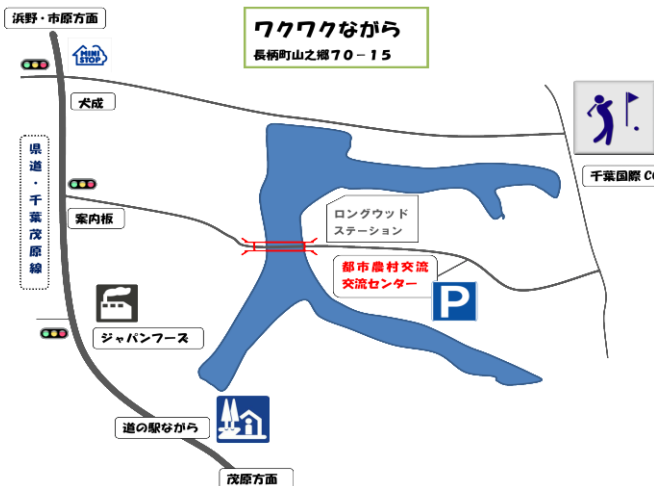 浜野・市原方面
ワクワクながら
長柄町山之郷70-15
MINI
STOP
犬成
千葉国際 CC
県道・千葉茂原線
案内板
ロングウッド
ステーション
都市農村交流
交流センター
P
ジャパンフーズ
道の駅ながら
茂原方面